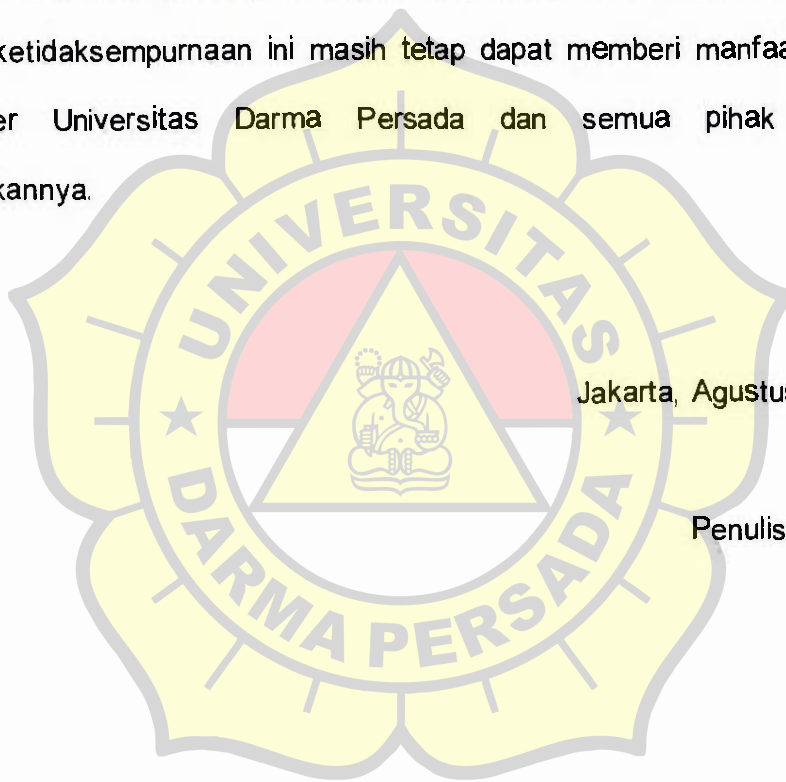 ketidaksempurnaan ini masih tetap dapat memberi manfaa
er Universitas Darma Persada dan semua pihak
kannya.
UNIVERSITAS
Jakarta, Agustus
Penulis
DARMA PERSADA